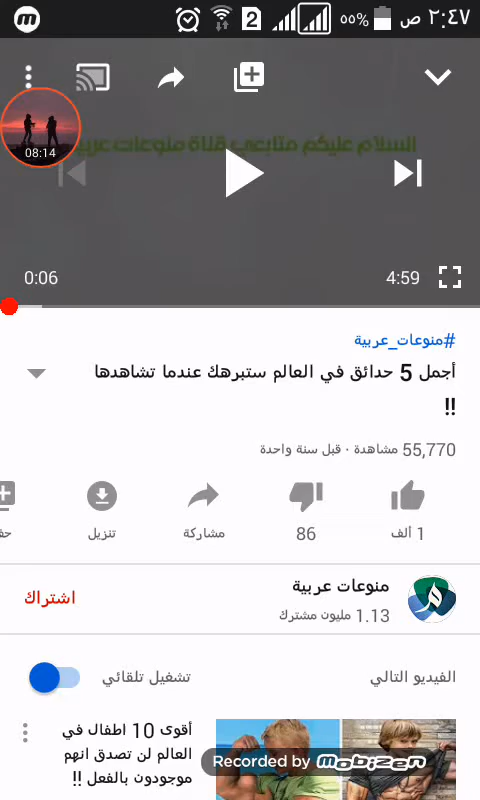 ٢:٤٧ ص
٥٥%
2
السلام عليكم متابعي قناة منوعات عربية
08:14
0:06
4:59
#منوعات_عربية
أجمل 5 حدائق في العالم ستبرهك عندما تشاهدها
!!
55,770 مشاهدة · قبل سنة واحدة
1 ألف
86
مشاركة
تنزيل
حف
منوعات عربية
1.13 مليون مشترك
اشتراك
الفيديو التالي
تشغيل تلقائي
أقوى 10 اطفال في
العالم لن تصدق انهم
موجودون بالفعل !!
Recorded by Mobizen